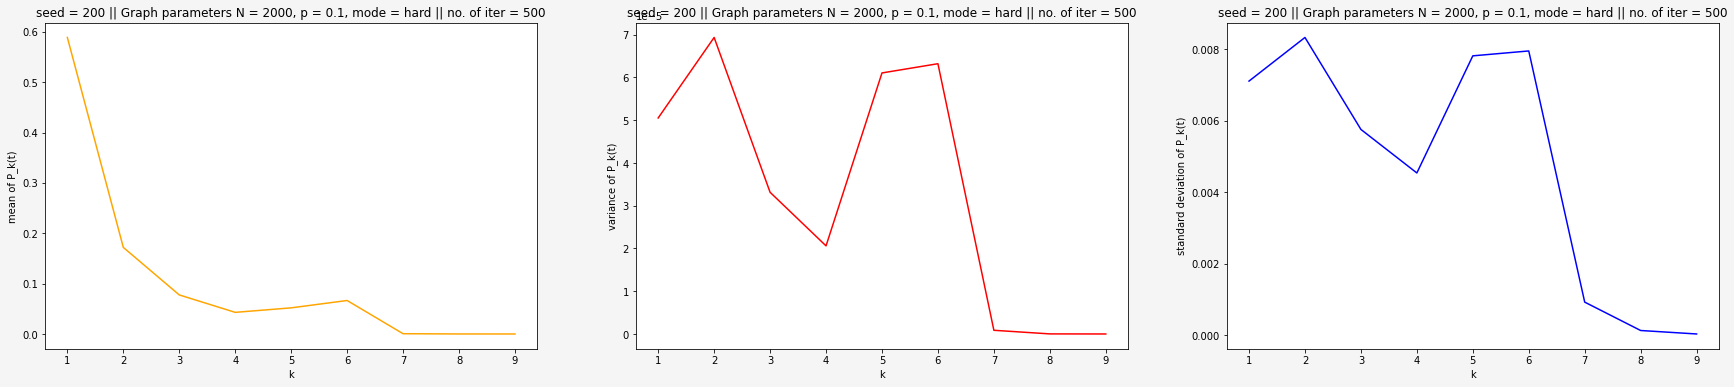 seed = 200 || Graph parameters N = 2000, p = 0.1, mode = hard || no. of iter = 500
mean of P_k(t)
0.6
0.5
0.4
0.3
0.2
0.1
0.0
1 2 3 4 5 6 7 8 9
k
seed = 200 || Graph parameters N = 2000, p = 0.1, mode = hard || no. of iter = 500
1e−5
variance of P_k(t)
7
6
5
4
3
2
1
0
1 2 3 4 5 6 7 8 9
k
seed = 200 || Graph parameters N = 2000, p = 0.1, mode = hard || no. of iter = 500
standard deviation of P_k(t)
0.008
0.006
0.004
0.002
0.000
1 2 3 4 5 6 7 8 9
k